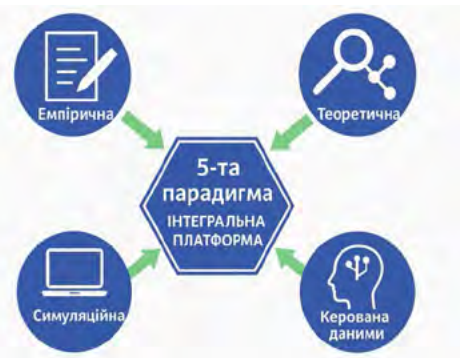 Емпірична
Теоретична
5-та
парадигма
ІНТЕГРАЛЬНА
ПЛАТФОРМА
Симуляційна
Керована
даними